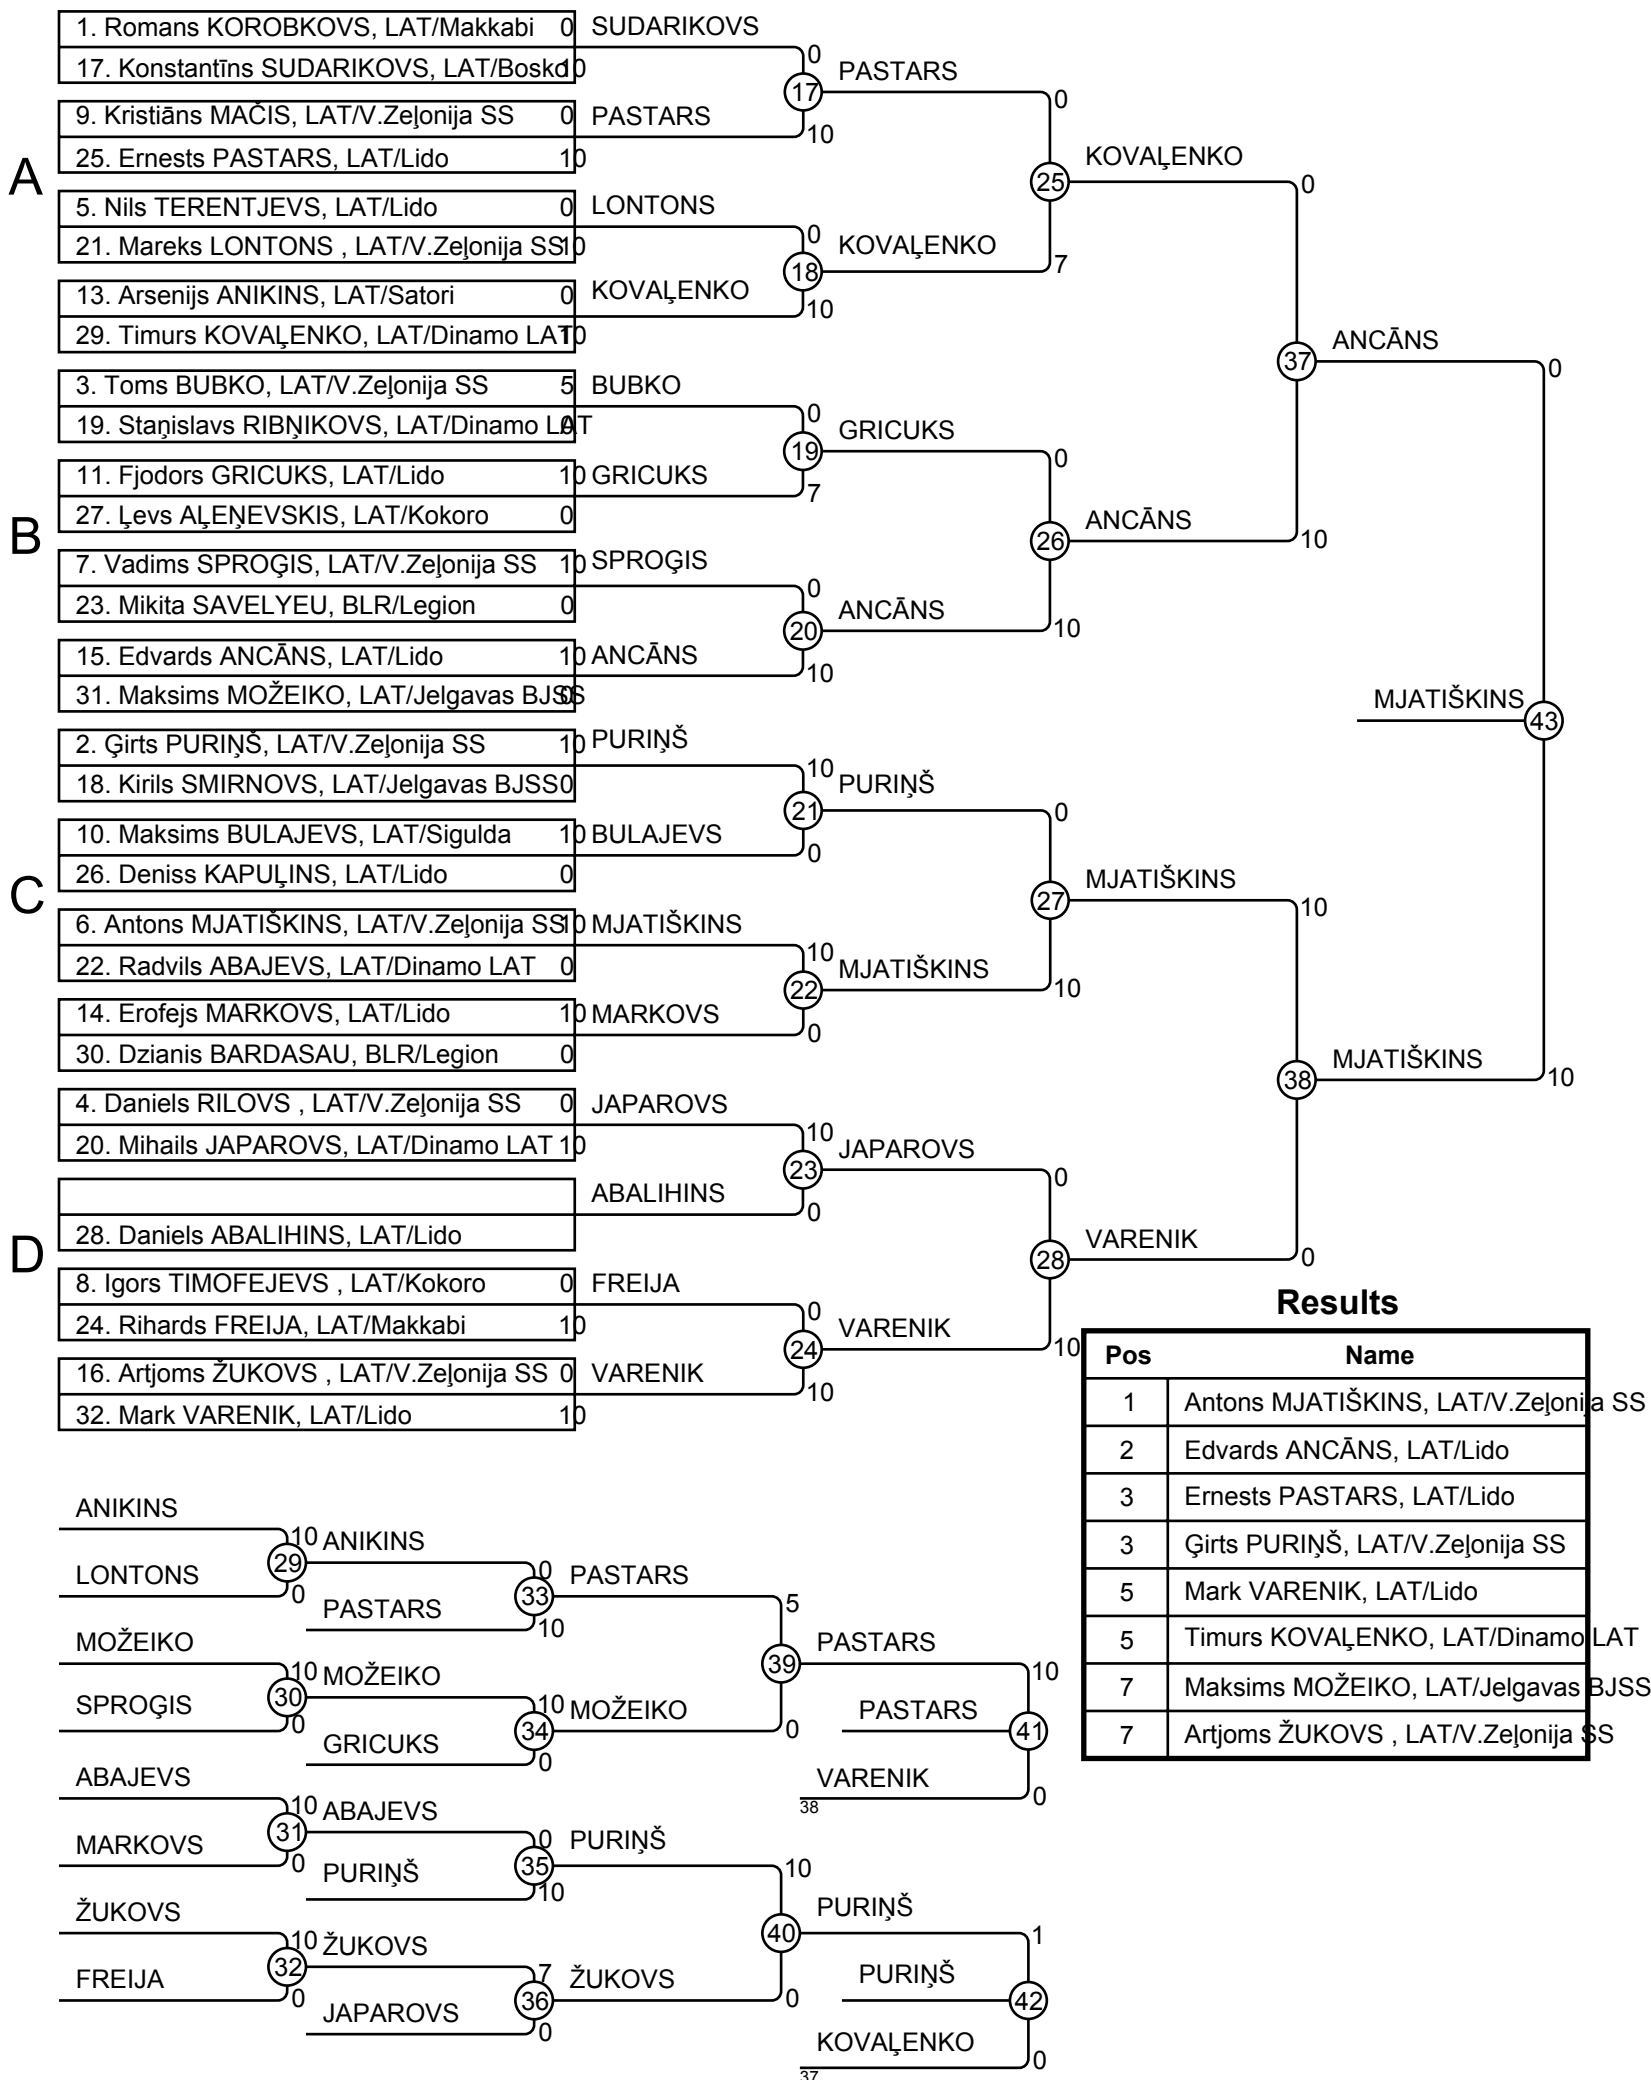 A
1. Romans KOROBKOVS, LAT/Makkabi 0
17. Konstantīns SUDARIKOVS, LAT/Bosko 10
9. Kristiāns MAČIS, LAT/V.Zeļonija SS 0
25. Ernests PASTARS, LAT/Lido 10
5. Nils TERENTJEVS, LAT/Lido 0
21. Mareks LONTONS , LAT/V.Zeļonija SS 10
13. Arsenijs ANIKINS, LAT/Satori 0
29. Timurs KOVAĻENKO, LAT/Dinamo LAT 10
B
3. Toms BUBKO, LAT/V.Zeļonija SS 5
19. Staņislavs RIBŅIKOVS, LAT/Dinamo LAT 0
11. Fjodors GRICUKS, LAT/Lido 10
27. Ļevs AĻEŅEVSKIS, LAT/Kokoro 0
7. Vadims SPROĢIS, LAT/V.Zeļonija SS 10
23. Mikita SAVELYEU, BLR/Legion 0
15. Edvards ANCĀNS, LAT/Lido 10
31. Maksims MOŽEIKO, LAT/Jelgavas BJSS 0
C
2. Ģirts PURIŅŠ, LAT/V.Zeļonija SS 10
18. Kirils SMIRNOVS, LAT/Jelgavas BJSS 0
10. Maksims BULAJEVS, LAT/Sigulda 10
26. Deniss KAPUĻINS, LAT/Lido 0
6. Antons MJATIŠKINS, LAT/V.Zeļonija SS 10
22. Radvils ABAJEVS, LAT/Dinamo LAT 0
14. Erofejs MARKOVS, LAT/Lido 10
30. Dzianis BARDASAU, BLR/Legion 0
D
4. Daniels RILOVS , LAT/V.Zeļonija SS 0
20. Mihails JAPAROVS, LAT/Dinamo LAT 10
28. Daniels ABALIHINS, LAT/Lido
8. Igors TIMOFEJEVS , LAT/Kokoro 0
24. Rihards FREIJA, LAT/Makkabi 10
16. Artjoms ŽUKOVS , LAT/V.Zeļonija SS 0
32. Mark VARENIK, LAT/Lido 10
SUDARIKOVS 0
17
PASTARS 10
LONTONS 0
18
KOVAĻENKO 10
BUBKO 0
19
GRICUKS 7
SPROĢIS 0
20
ANCĀNS 10
PURIŅŠ 10
21
BULAJEVS 0
MJATIŠKINS 10
22
MARKOVS 0
JAPAROVS 10
23
ABALIHINS 0
FREIJA 0
24
VARENIK 10
PASTARS 0
25
KOVAĻENKO 7
GRICUKS 0
26
ANCĀNS 10
PURIŅŠ 0
27
MJATIŠKINS 10
JAPAROVS 0
28
VARENIK 10
KOVAĻENKO 0
37
ANCĀNS 10
MJATIŠKINS 10
38
VARENIK 0
ANCĀNS 0
MJATIŠKINS 43
MJATIŠKINS 10
Results
Pos Name
1 Antons MJATIŠKINS, LAT/V.Zeļonija SS
2 Edvards ANCĀNS, LAT/Lido
3 Ernests PASTARS, LAT/Lido
3 Ģirts PURIŅŠ, LAT/V.Zeļonija SS
5 Mark VARENIK, LAT/Lido
5 Timurs KOVAĻENKO, LAT/Dinamo LAT
7 Maksims MOŽEIKO, LAT/Jelgavas BJSS
7 Artjoms ŽUKOVS , LAT/V.Zeļonija SS
ANIKINS 10
29
LONTONS 0
MOŽEIKO 10
30
SPROĢIS 0
ABAJEVS 10
31
MARKOVS 0
ŽUKOVS 10
32
FREIJA 0
ANIKINS 0
33
PASTARS 10
MOŽEIKO 10
34
GRICUKS 0
ABAJEVS 0
35
PURIŅŠ 10
ŽUKOVS 7
36
JAPAROVS 0
PASTARS 5
39
MOŽEIKO 0
PURIŅŠ 10
40
ŽUKOVS 0
PASTARS 10
PASTARS 41
VARENIK 0
38
PURIŅŠ 1
PURIŅŠ 42
KOVAĻENKO 0
37